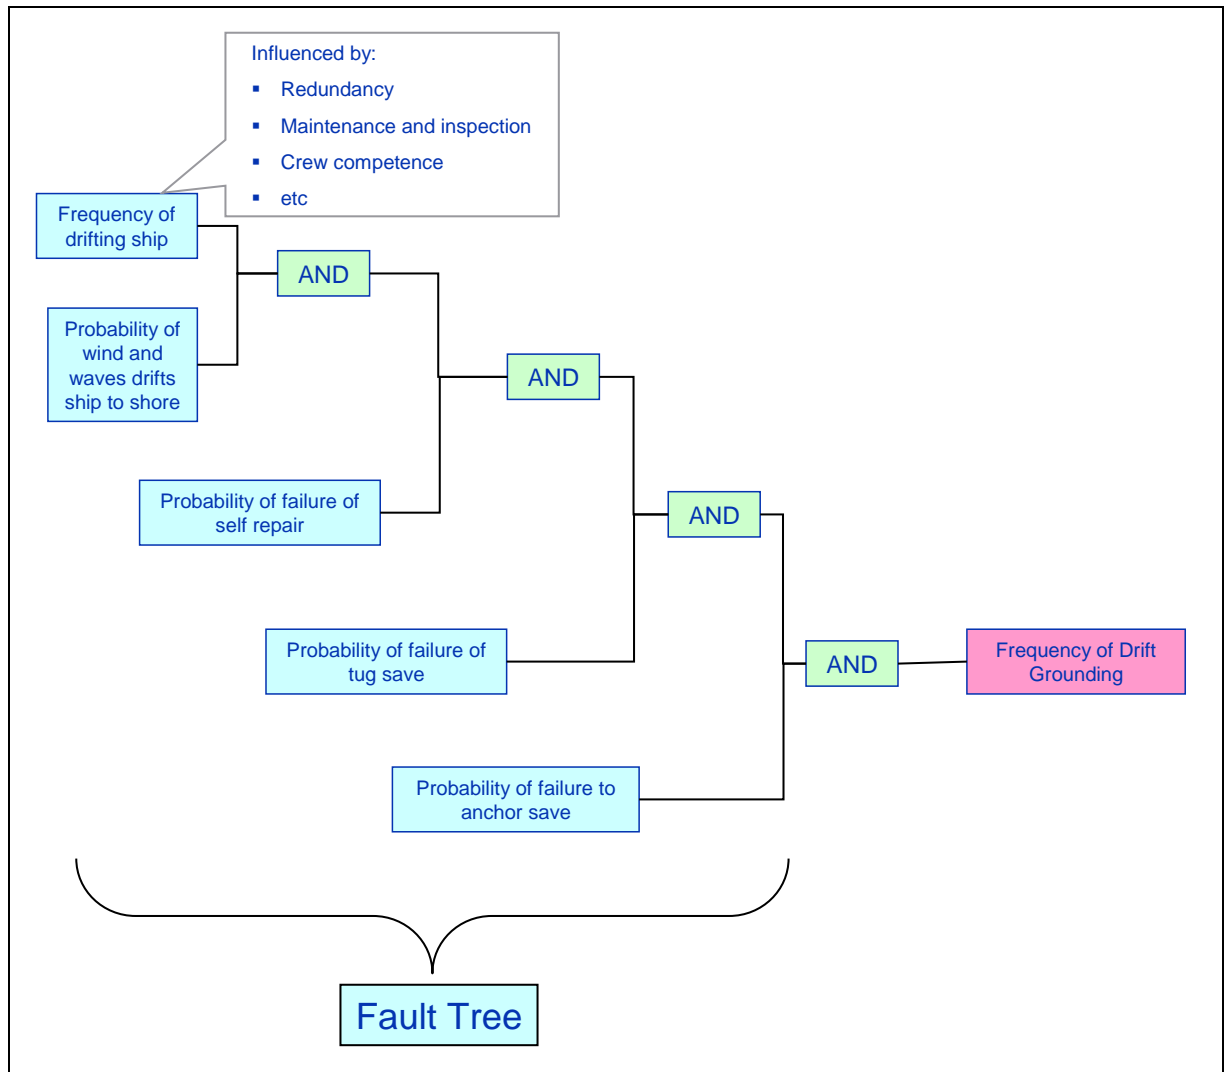 Influenced by:
▪ Redundancy
▪ Maintenance and inspection
▪ Crew competence
▪ etc
Frequency of
drifting ship
AND
Probability of
wind and
waves drifts
ship to shore
AND
Probability of failure of
self repair
AND
Probability of failure of
tug save
AND
Frequency of Drift
Grounding
Probability of failure to
anchor save
Fault Tree